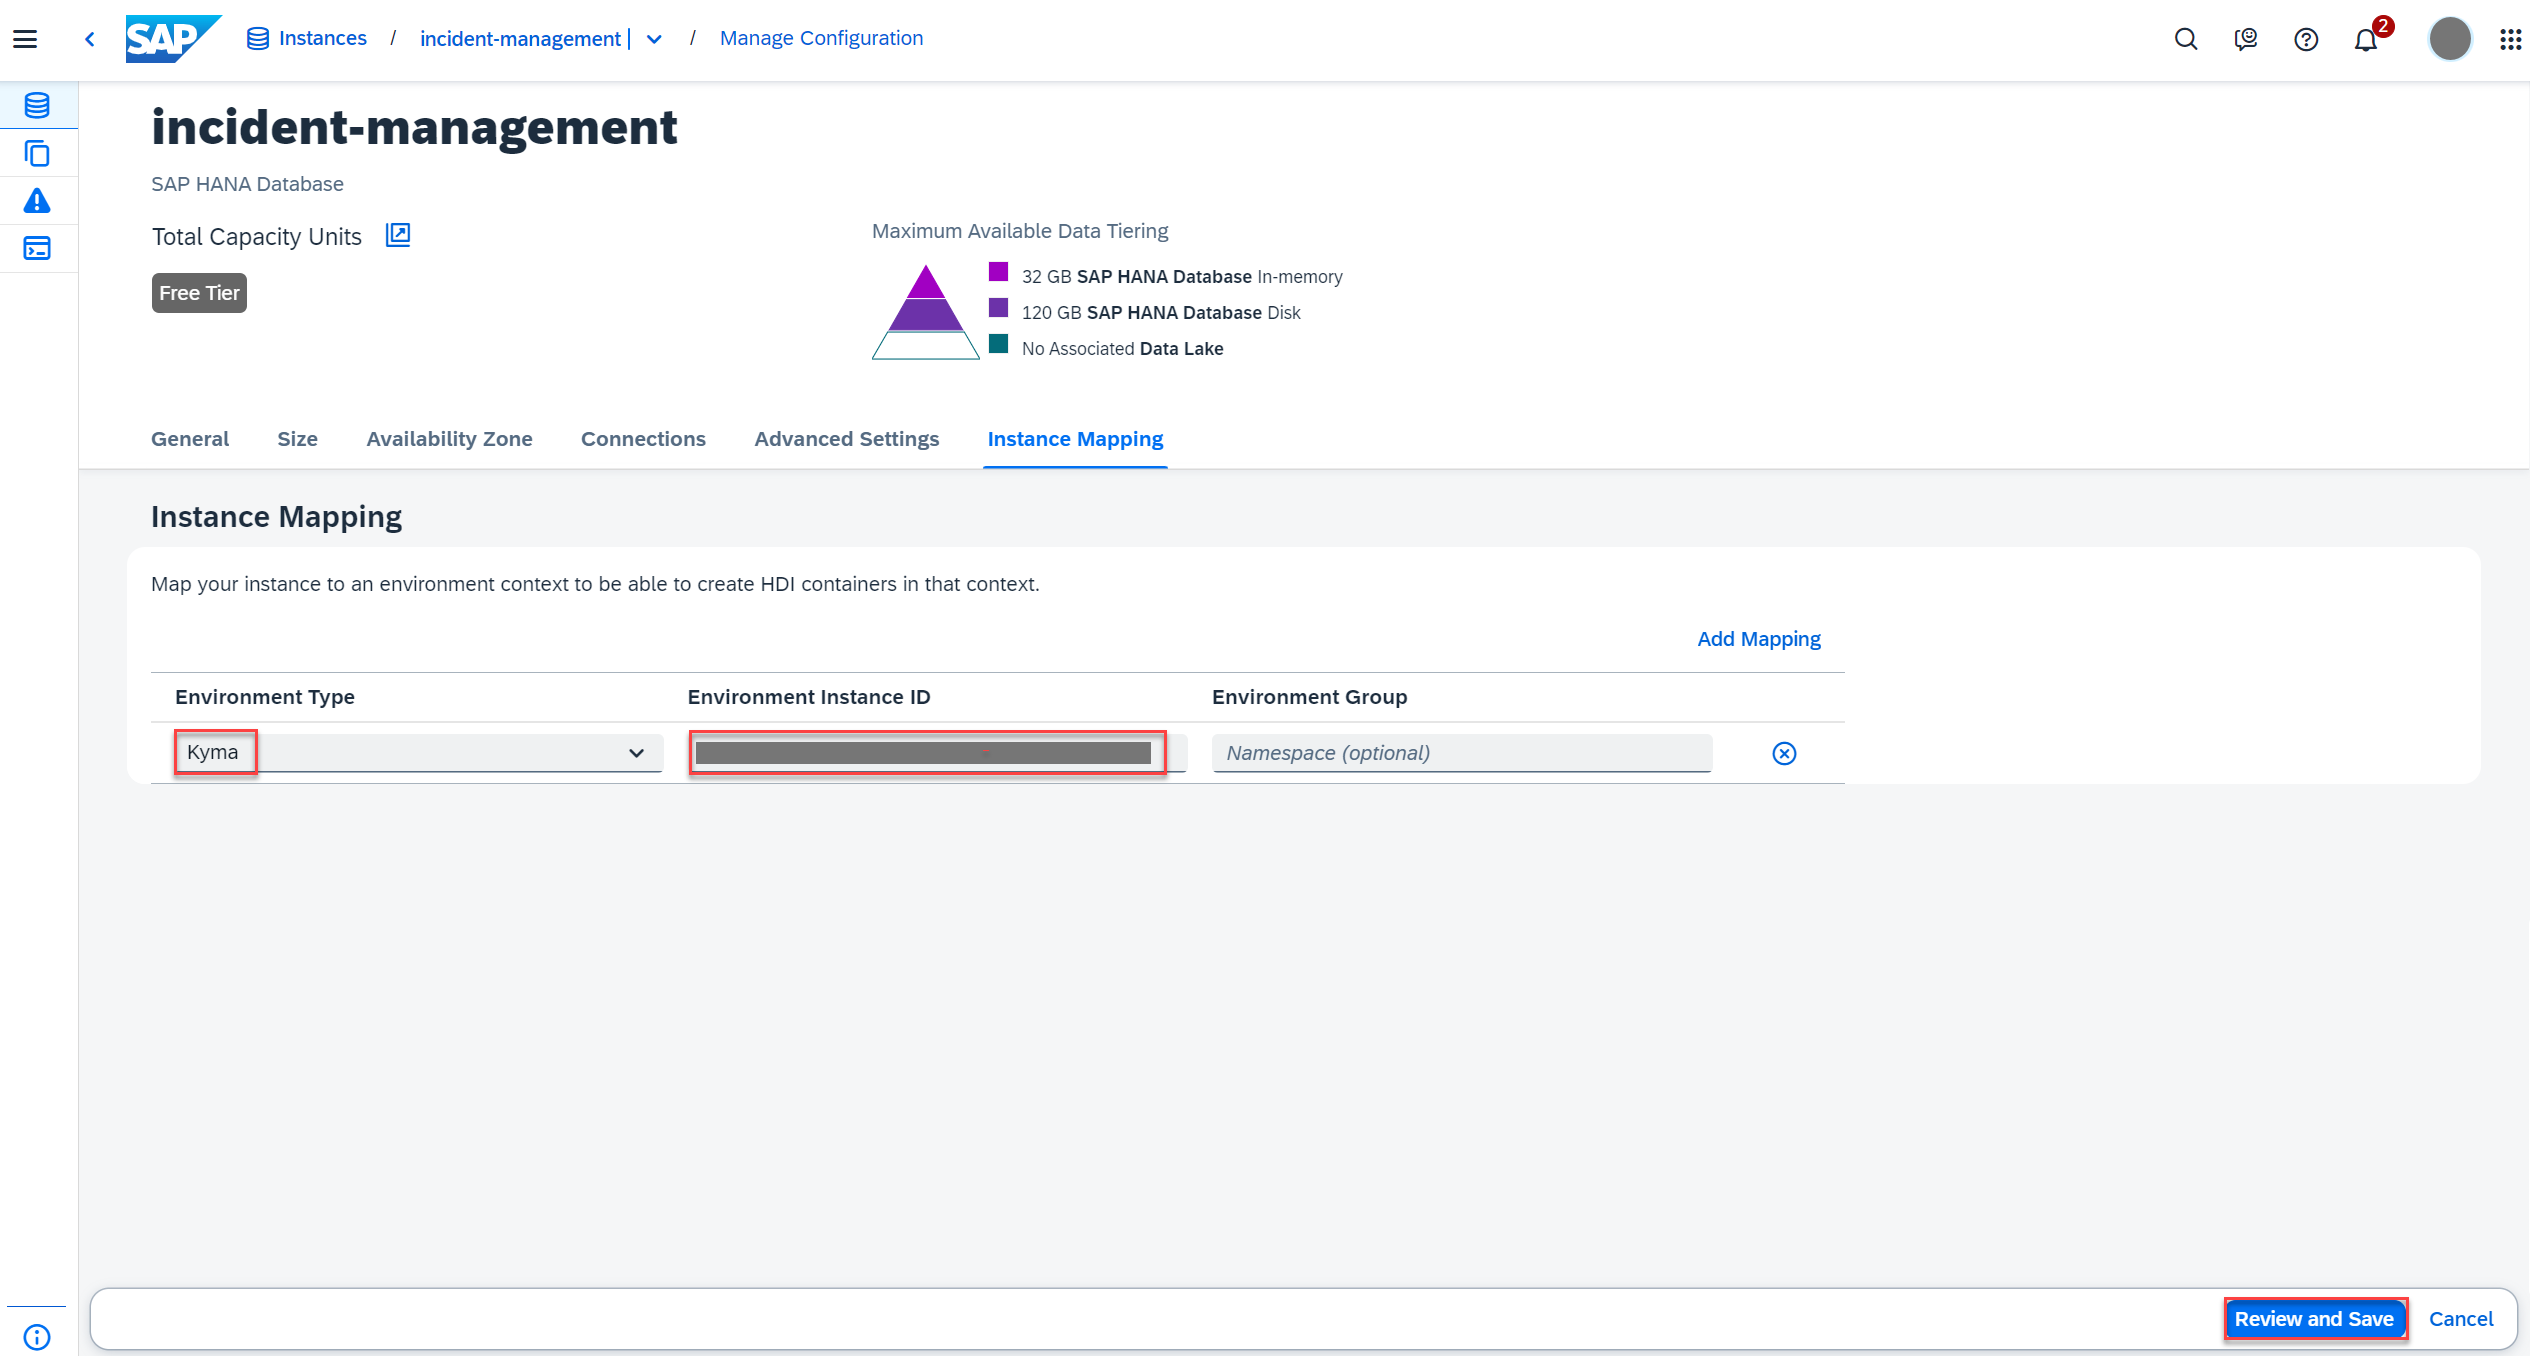 SAP Instances / incident-management | / Manage Configuration 2
incident-management
SAP HANA Database
Total Capacity Units
Free Tier
Maximum Available Data Tiering
32 GB SAP HANA Database In-memory
120 GB SAP HANA Database Disk
No Associated Data Lake
General Size Availability Zone Connections Advanced Settings Instance Mapping
Instance Mapping
Map your instance to an environment context to be able to create HDI containers in that context.
Add Mapping
Environment Type Environment Instance ID Environment Group
Kyma Namespace (optional)
Review and Save Cancel